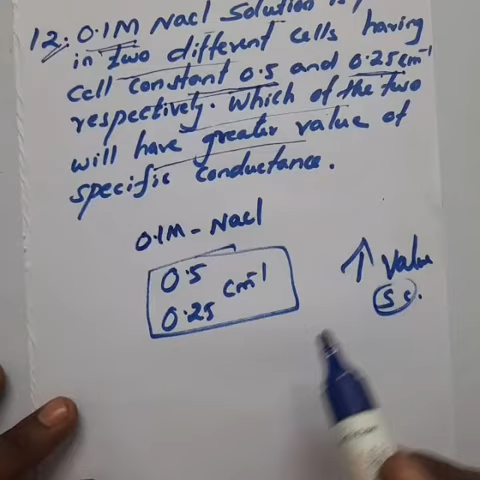 12. 0.1M Nacl Solution is
in two different cells having
cell constant 0.5 and 0.25cm⁻¹
respectively. Which of the two
will have greater value of
specific conductance.
0.1M - Nacl
0.5
0.25 cm⁻¹
↑ Value
S.C.